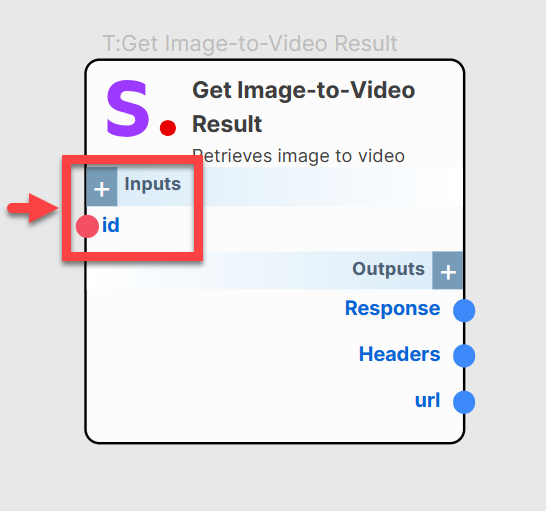 T:Get Image-to-Video Result
S.
Get Image-to-Video
Result
Retrieves image to video
+ Inputs
id
Outputs +
Response
Headers
url